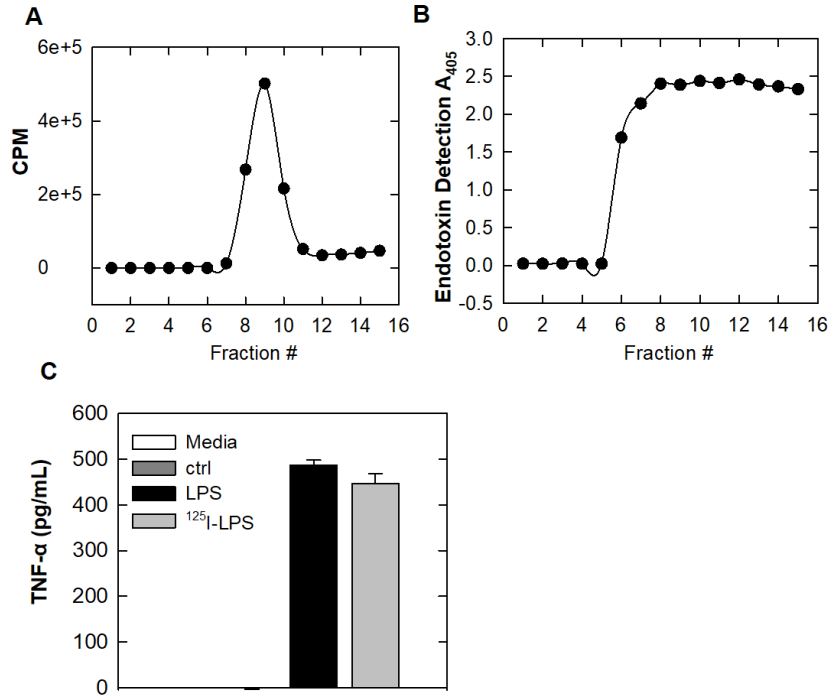 A
6e+5
4e+5
2e+5
0
CPM
0 2 4 6 8 10 12 14 16
Fraction #
B
3.0
2.5
2.0
1.5
1.0
0.5
0.0
-0.5
Endotoxin Detection A₄₀₅
0 2 4 6 8 10 12 14 16
Fraction #
C
600
500
400
300
200
100
0
TNF-α (pg/mL)
Media
ctrl
LPS
¹²⁵I-LPS